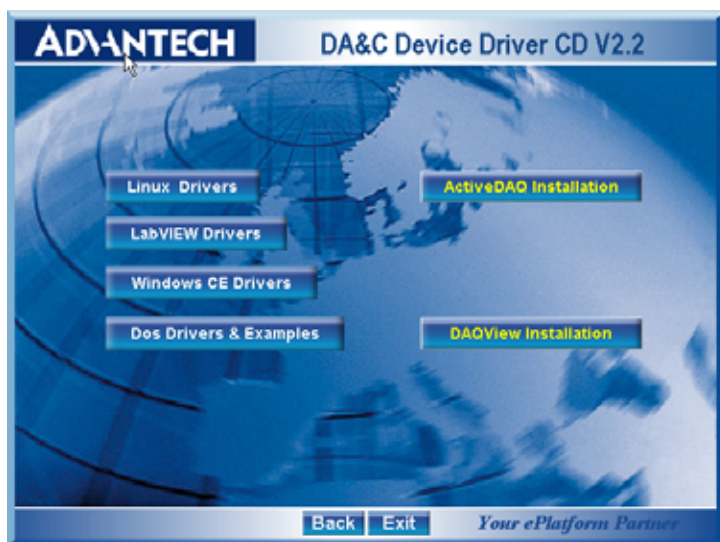 ADVANTECH
DA&C Device Driver CD V2.2
Linux Drivers
ActiveDAQ Installation
LabVIEW Drivers
Windows CE Drivers
Dos Drivers & Examples
DAQView Installation
Back
Exit
Your ePlatform Partner